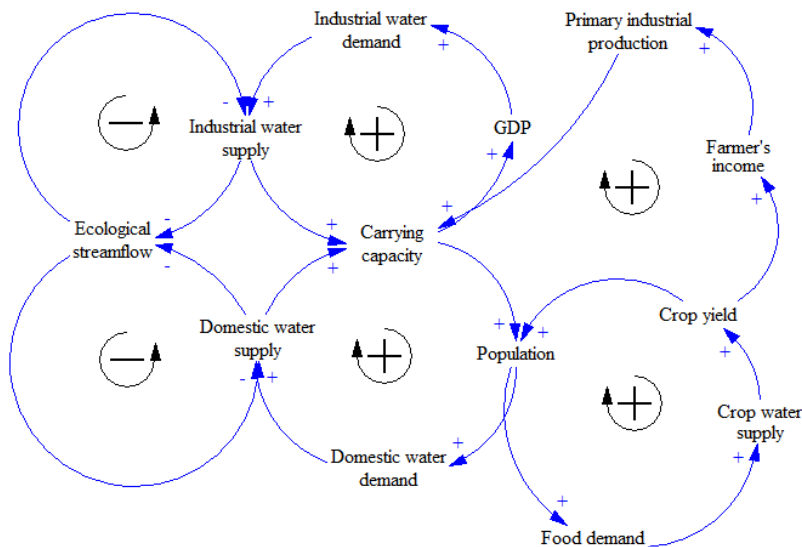 Industrial water
demand
Primary industrial
production
+
+
-
+
Industrial water
supply
GDP
+
Farmer's
income
+
+
+
-
Ecological
streamflow
-
Carrying
capacity
+
Domestic water
supply
+
+
Crop yield
Population
+
-
+
Crop water
supply
+
Domestic water
demand
+
+
Food demand